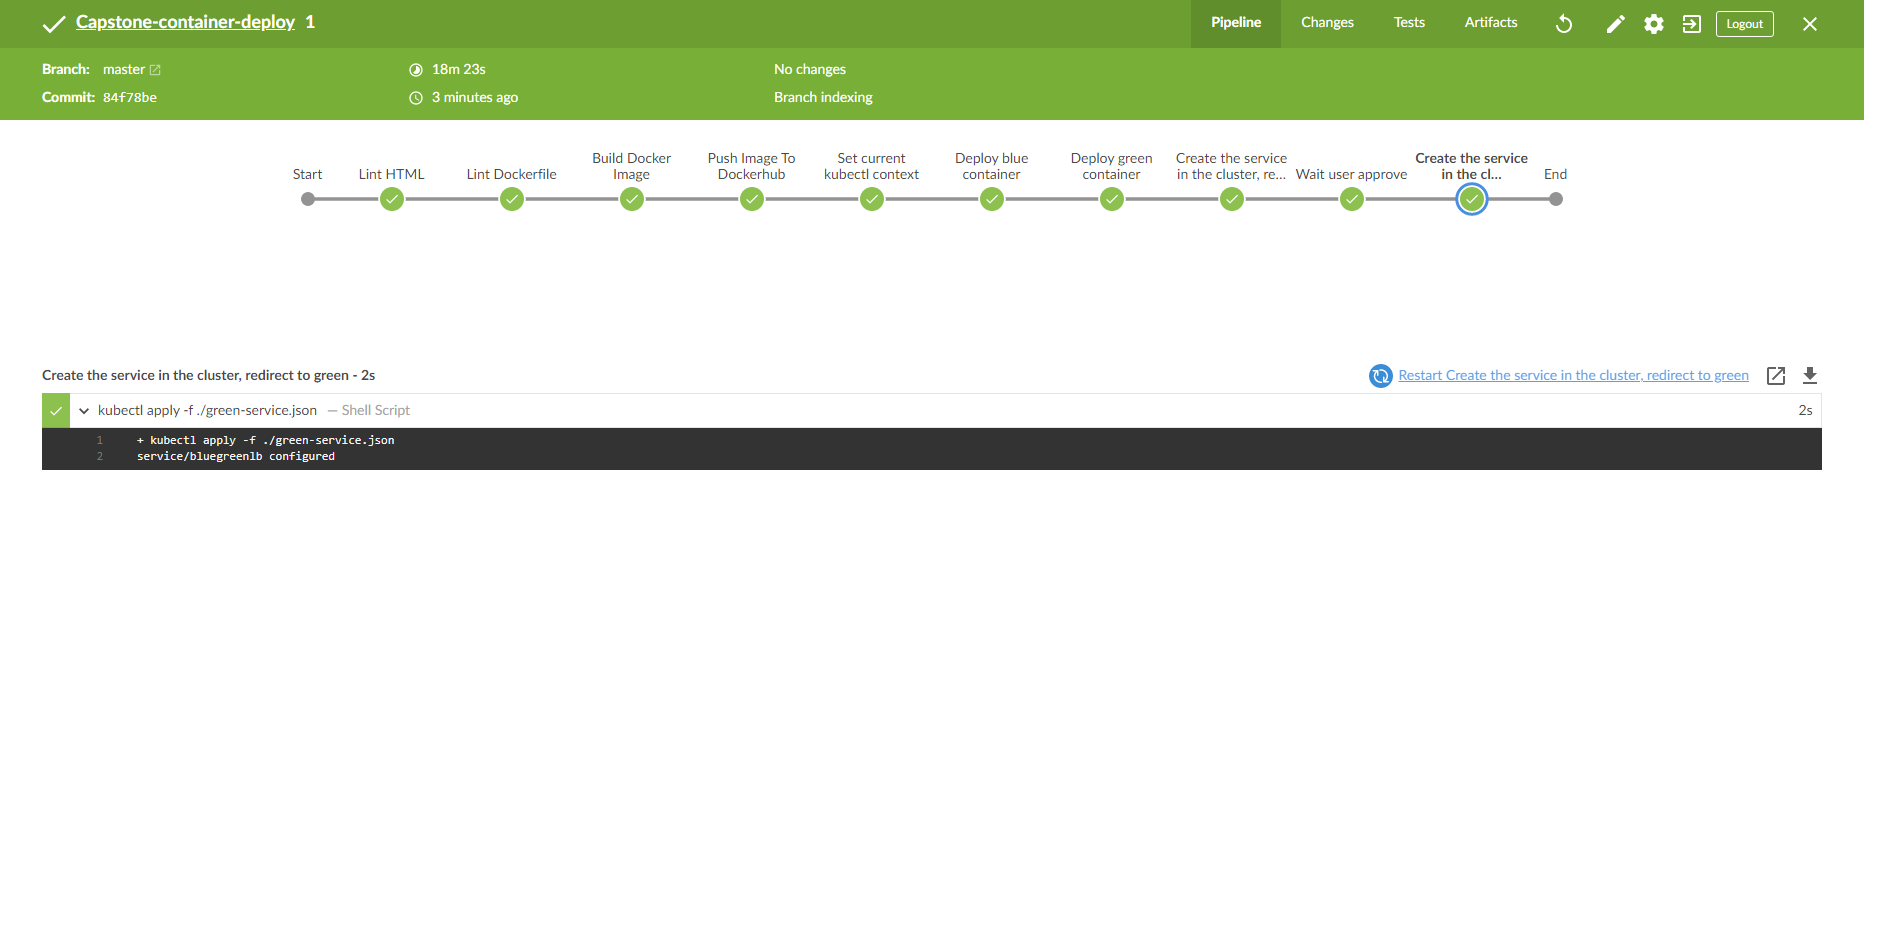 Capstone-container-deploy 1
Pipeline Changes Tests Artifacts Logout
Branch: master 18m 23s No changes
Commit: 84f78be 3 minutes ago Branch indexing
Start
Lint HTML
Lint Dockerfile
Build Docker
Image
Push Image To
Dockerhub
Set current
kubectl context
Deploy blue
container
Deploy green
container
Create the service
in the cluster, re...
Wait user approve
Create the service
in the cl...
End
Create the service in the cluster, redirect to green - 2s
Restart Create the service in the cluster, redirect to green
kubectl apply -f ./green-service.json — Shell Script 2s
1 + kubectl apply -f ./green-service.json
2 service/bluegreenlb configured